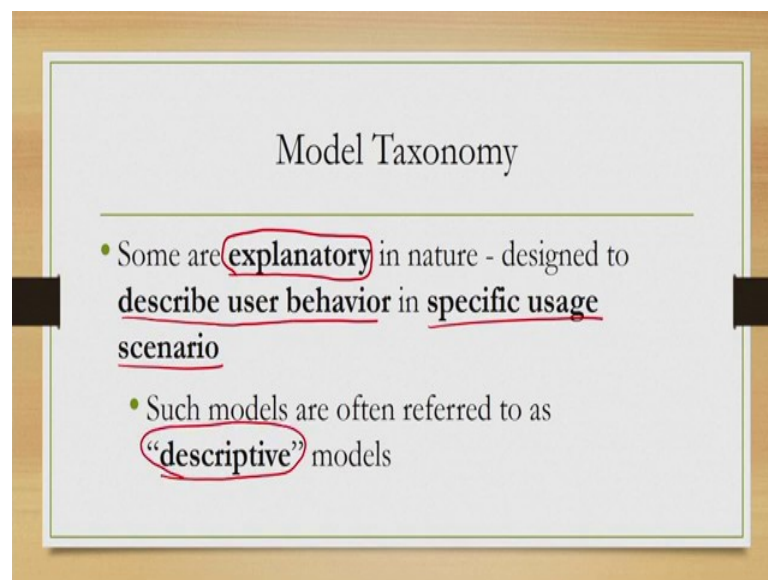 Model Taxonomy
• Some are explanatory in nature - designed to
describe user behavior in specific usage
scenario
• Such models are often referred to as
“descriptive” models